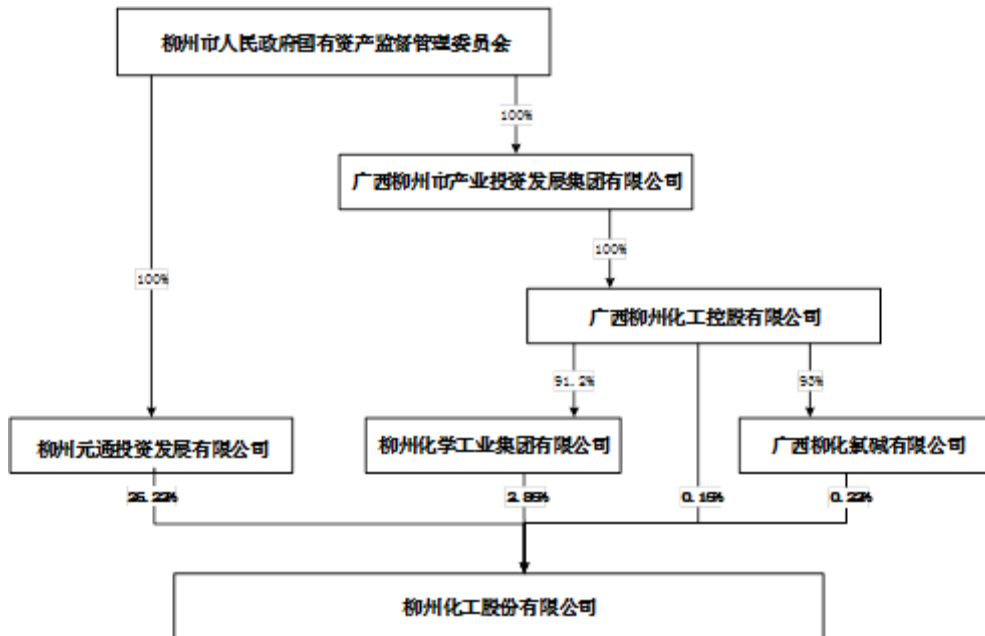 柳州市人民政府国有资产监督管理委员会
100%
广西柳州市产业投资发展集团有限公司
100%
100%
广西柳州化工控股有限公司
91.2%
93%
柳州元通投资发展有限公司
柳州化学工业集团有限公司
广西柳化氯碱有限公司
26.22%
0.22%
柳州化工股份有限公司